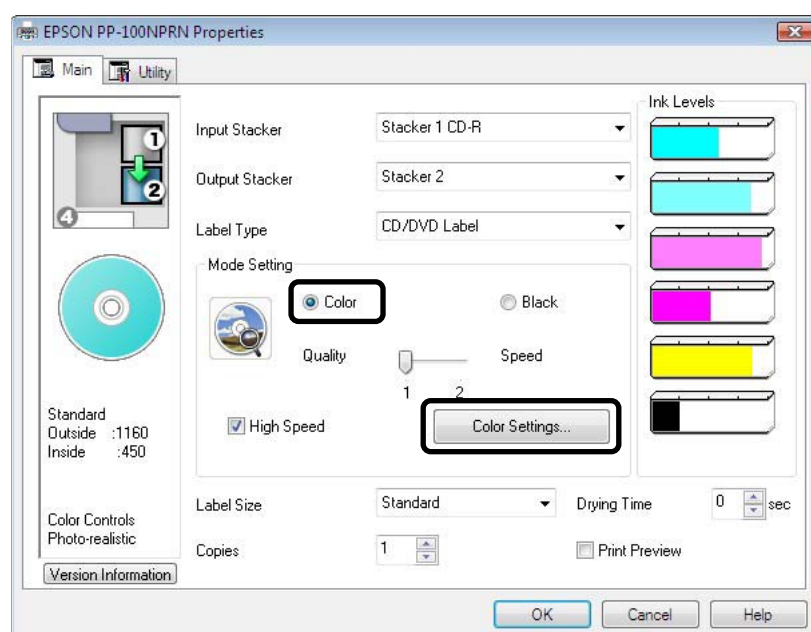 EPSON PP-100NPRN Properties
Main
Utility
1
2
4
Standard
Outside :1160
Inside :450
Color Controls
Photo-realistic
Version Information
Input Stacker
Stacker 1 CD-R
Output Stacker
Stacker 2
Label Type
CD/DVD Label
Mode Setting
Color
Black
Quality
Speed
1 2
High Speed
Color Settings...
Ink Levels
Label Size
Standard
Drying Time
0
sec
Copies
1
Print Preview
OK
Cancel
Help